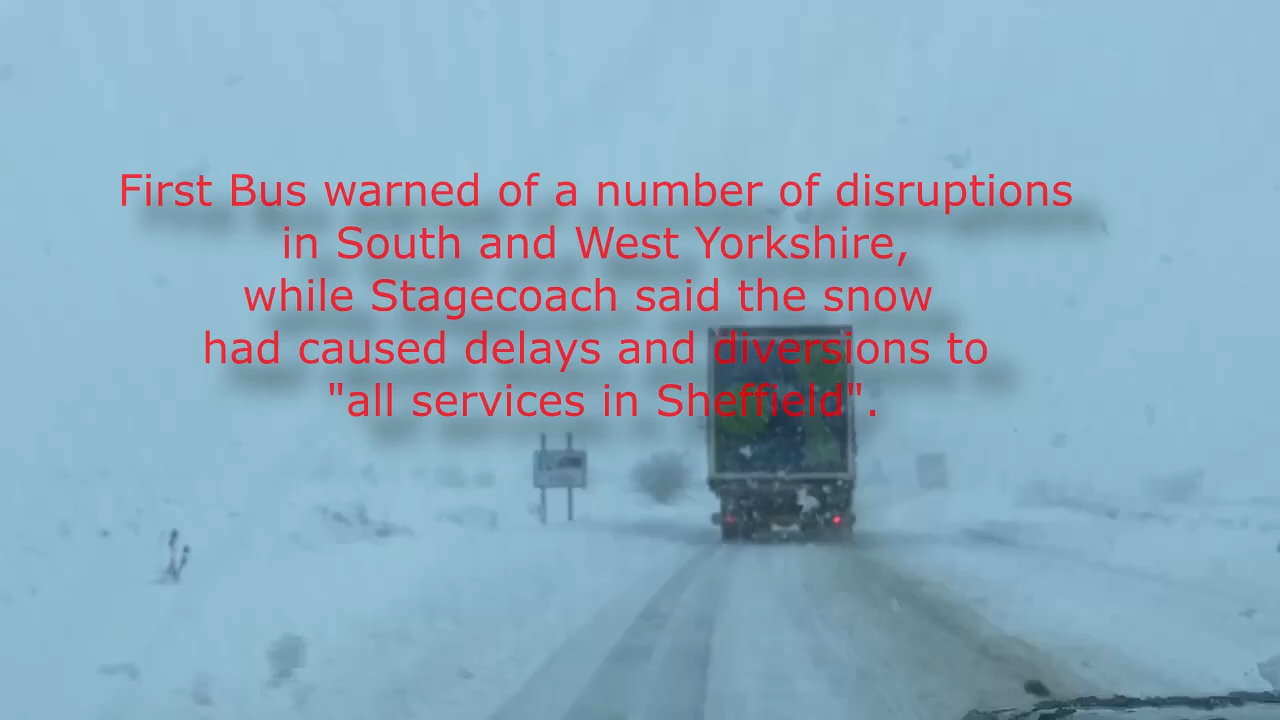 First Bus warned of a number of disruptions
in South and West Yorkshire,
while Stagecoach said the snow
had caused delays and diversions to
"all services in Sheffield".